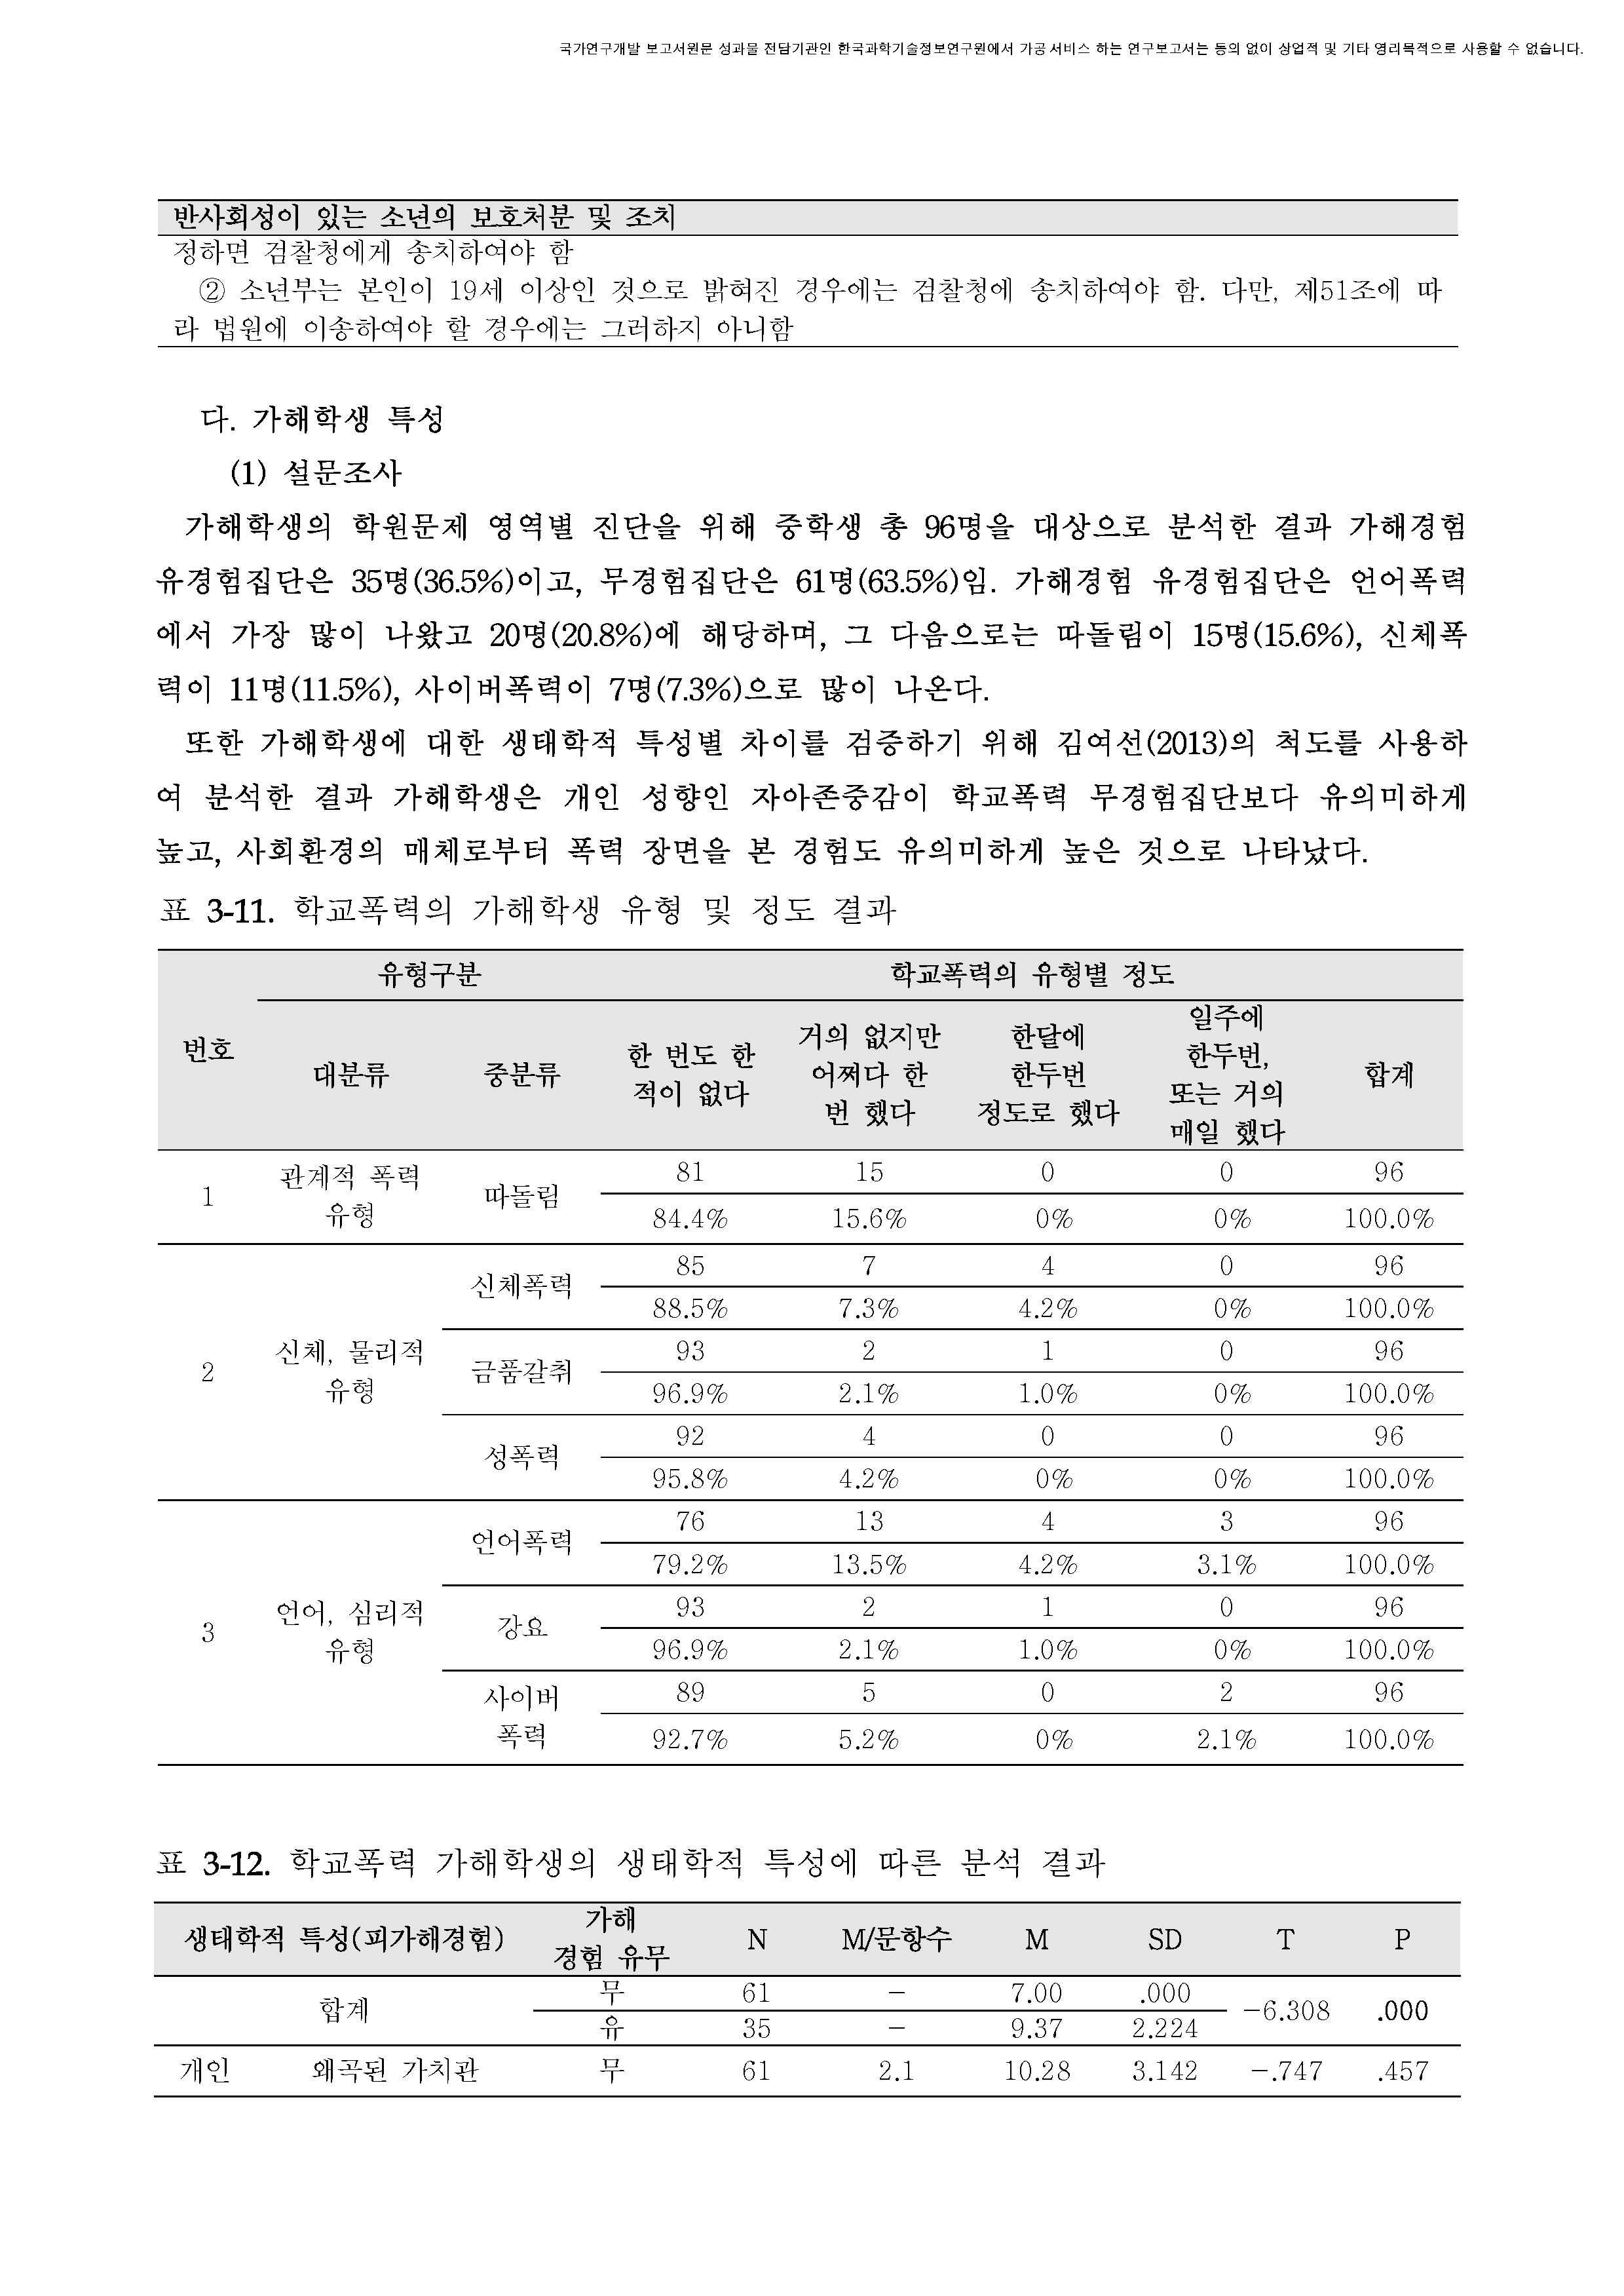 국가연구개발 보고서원문 성과물 전담기관인 한국과학기술정보연구원에서 가공·서비스 하는 연구보고서는 동의 없이 상업적 및 기타 영리목적으로 사용할 수 없습니다.
반사회성이 있는 소년의 보호처분 및 조치
정하면 검찰청에게 송치하여야 함
② 소년부는 본인이 19세 이상인 것으로 밝혀진 경우에는 검찰청에 송치하여야 함. 다만, 제51조에 따
라 법원에 이송하여야 할 경우에는 그러하지 아니함
다. 가해학생 특성
(1) 설문조사
가해학생의 학원문제 영역별 진단을 위해 중학생 총 96명을 대상으로 분석한 결과 가해경험
유경험집단은 35명(36.5%)이고, 무경험집단은 61명(63.5%)임. 가해경험 유경험집단은 언어폭력
에서 가장 많이 나왔고 20명(20.8%)에 해당하며, 그 다음으로는 따돌림이 15명(15.6%), 신체폭
력이 11명(11.5%), 사이버폭력이 7명(7.3%)으로 많이 나온다.
또한 가해학생에 대한 생태학적 특성별 차이를 검증하기 위해 김여선(2013)의 척도를 사용하
여 분석한 결과 가해학생은 개인 성향인 자아존중감이 학교폭력 무경험집단보다 유의미하게
높고, 사회환경의 매체로부터 폭력 장면을 본 경험도 유의미하게 높은 것으로 나타났다.
표 3-11. 학교폭력의 가해학생 유형 및 정도 결과
번호 유형구분 학교폭력의 유형별 정도
대분류 중분류 한 번도 한 적이 없다 거의 없지만 어쩌다 한 번 했다 한달에 한두번 정도로 했다 일주에 한두번, 또는 거의 매일 했다 합계
1 관계적 폭력 유형 따돌림 81 15 0 0 96
84.4% 15.6% 0% 0% 100.0%
2 신체, 물리적 유형 신체폭력 85 7 4 0 96
88.5% 7.3% 4.2% 0% 100.0%
금품갈취 93 2 1 0 96
96.9% 2.1% 1.0% 0% 100.0%
성폭력 92 4 0 0 96
95.8% 4.2% 0% 0% 100.0%
3 언어, 심리적 유형 언어폭력 76 13 4 3 96
79.2% 13.5% 4.2% 3.1% 100.0%
강요 93 2 1 0 96
96.9% 2.1% 1.0% 0% 100.0%
사이버 폭력 89 5 0 2 96
92.7% 5.2% 0% 2.1% 100.0%
표 3-12. 학교폭력 가해학생의 생태학적 특성에 따른 분석 결과
생태학적 특성(피가해경험) 가해 경험 유무 N M/문항수 M SD T P
합계 무 61 － 7.00 .000 －6.308 .000
유 35 － 9.37 2.224
개인 왜곡된 가치관 무 61 2.1 10.28 3.142 －.747 .457